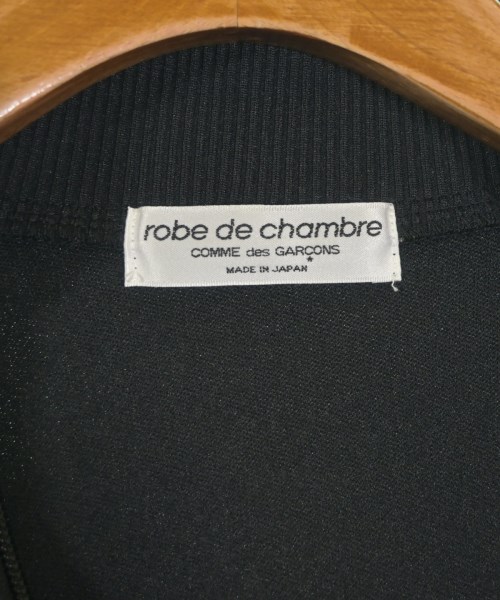 robe de chambre
COMME des GARÇONS
MADE IN JAPAN